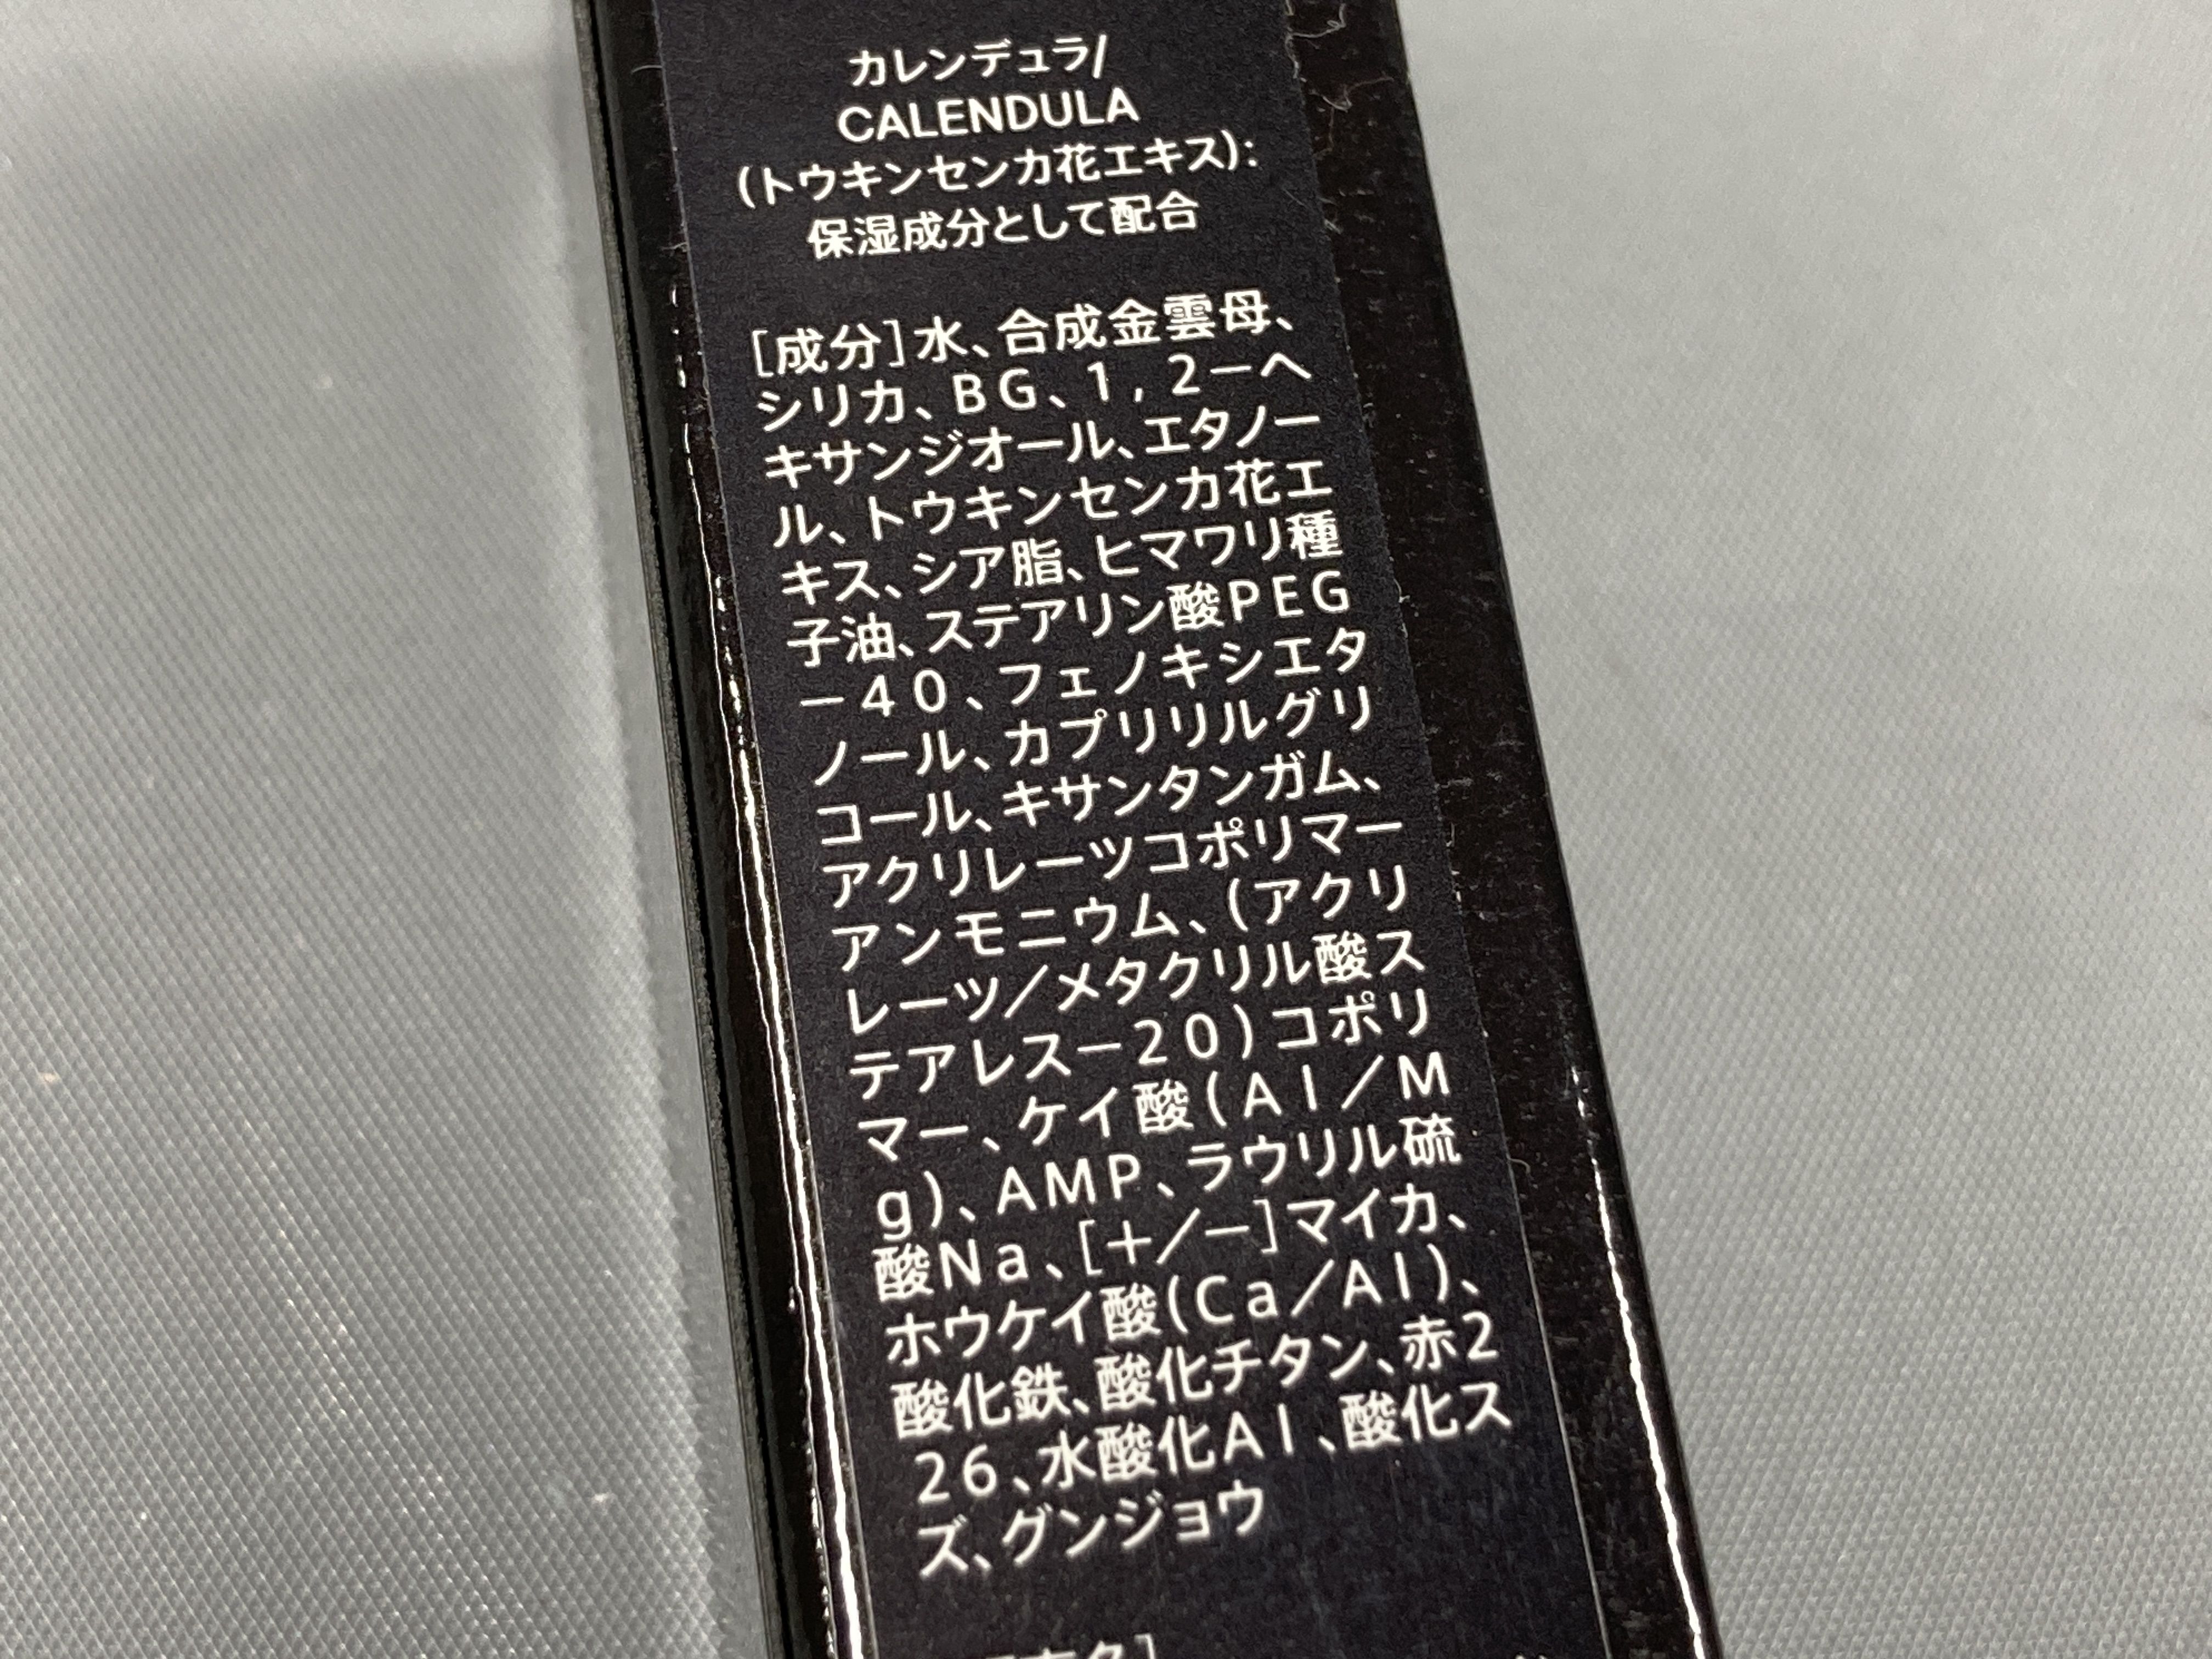 カレンデュラ/
CALENDULA
(トウキンセンカ花エキス):
保湿成分として配合
[成分]水、合成金雲母、
シリカ、BG、1,2-ヘ
キサンジオール、エタノー
ル、トウキンセンカ花エ
キス、シア脂、ヒマワリ種
子油、ステアリン酸PEG
-40、フェノキシエタ
ノール、カプリリルグリ
コール、キサンタンガム、
アクリレーツコポリマー
アンモニウム、(アクリ
レーツ/メタクリル酸ス
テアレス-20)コポリ
マー、ケイ酸(Al/M
g)、AMP、ラウリル硫
酸Na、[+/-]マイカ、
ホウケイ酸(Ca/Al)、
酸化鉄、酸化チタン、赤2
26、水酸化Al、酸化ス
ズ、グンジョウ